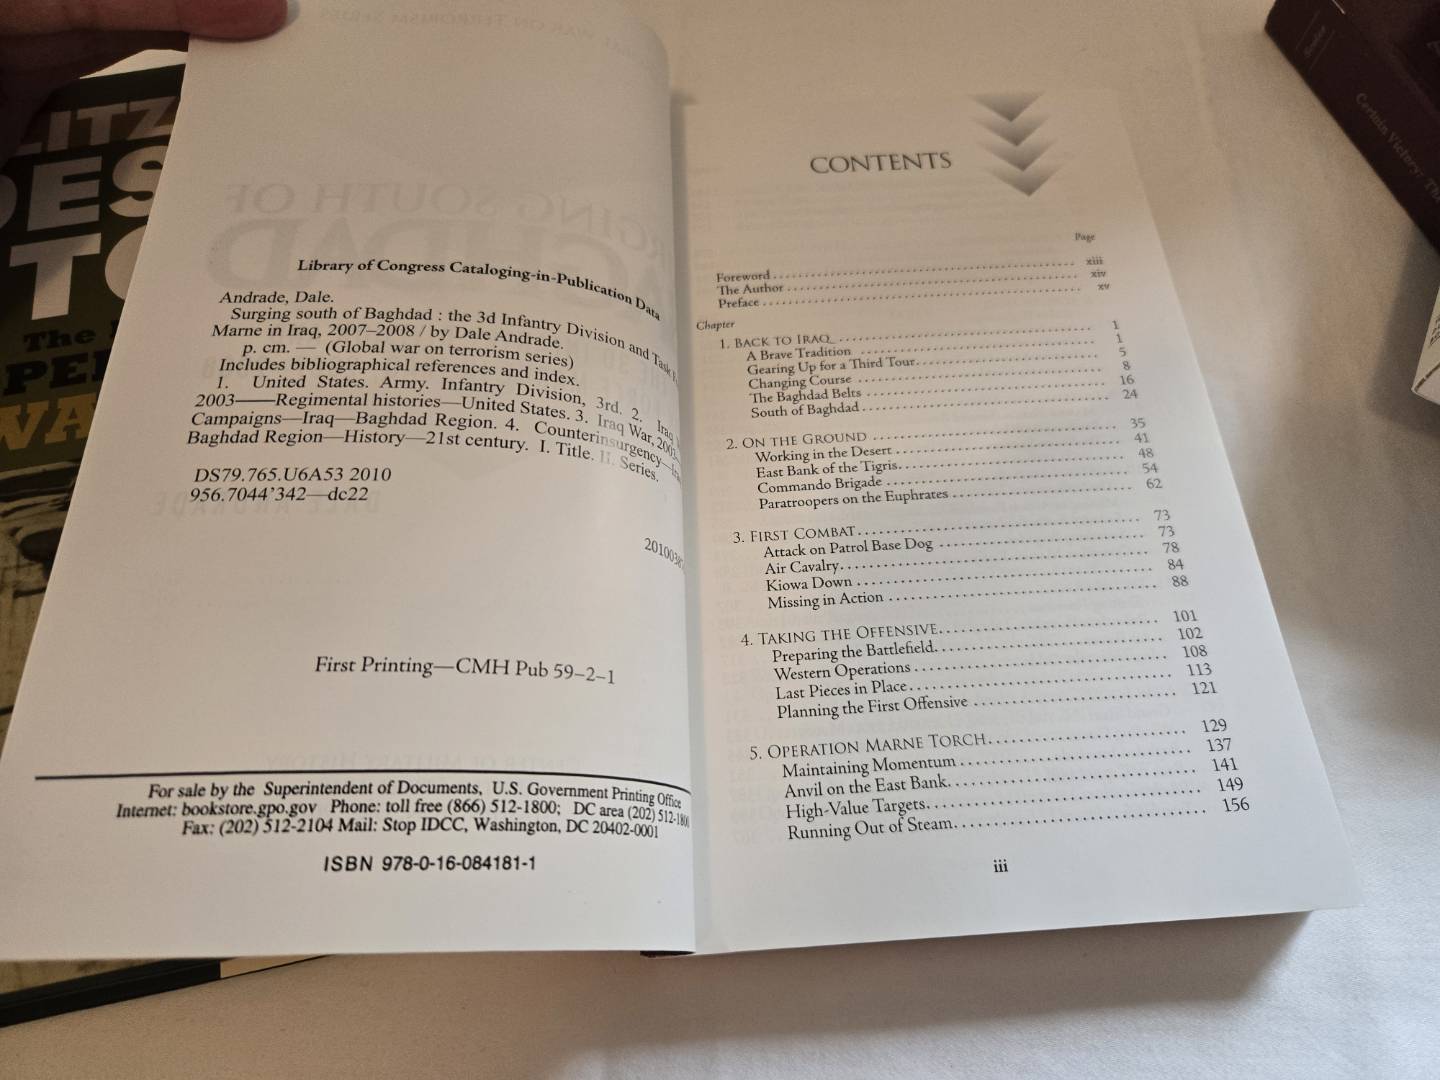 LITZ
DES
TO
The
PE
WA
Library of Congress Cataloging-in-Publication Data
Andrade, Dale.
Surging south of Baghdad : the 3d Infantry Division and Task F
Marne in Iraq, 2007–2008 / by Dale Andrade.
p. cm. — (Global war on terrorism series)
Includes bibliographical references and index.
1. United States. Army. Infantry Division, 3rd. 2. Iraq
2003——Regimental histories—United States. 3. Iraq War, 2003-
Campaigns—Iraq—Baghdad Region. 4. Counterinsurgency—Ira
Baghdad Region—History—21st century. I. Title. II. Series.
DS79.765.U6A53 2010
956.7044'342—dc22
2010038
First Printing—CMH Pub 59–2–1
For sale by the Superintendent of Documents, U.S. Government Printing Office
Internet: bookstore.gpo.gov Phone: toll free (866) 512-1800; DC area (202) 512-1800
Fax: (202) 512-2104 Mail: Stop IDCC, Washington, DC 20402-0001
ISBN 978-0-16-084181-1
CONTENTS
Page
Foreword xiii
The Author xiv
Preface xv
Chapter
1. BACK TO IRAQ 1
A Brave Tradition 1
Gearing Up for a Third Tour 5
Changing Course 8
The Baghdad Belts 16
South of Baghdad 24
2. ON THE GROUND 35
Working in the Desert 41
East Bank of the Tigris 48
Commando Brigade 54
Paratroopers on the Euphrates 62
3. FIRST COMBAT 73
Attack on Patrol Base Dog 73
Air Cavalry 78
Kiowa Down 84
Missing in Action 88
4. TAKING THE OFFENSIVE 101
Preparing the Battlefield 102
Western Operations 108
Last Pieces in Place 113
Planning the First Offensive 121
5. OPERATION MARNE TORCH 129
Maintaining Momentum 137
Anvil on the East Bank 141
High-Value Targets 149
Running Out of Steam 156
iii
Certain Victory: The